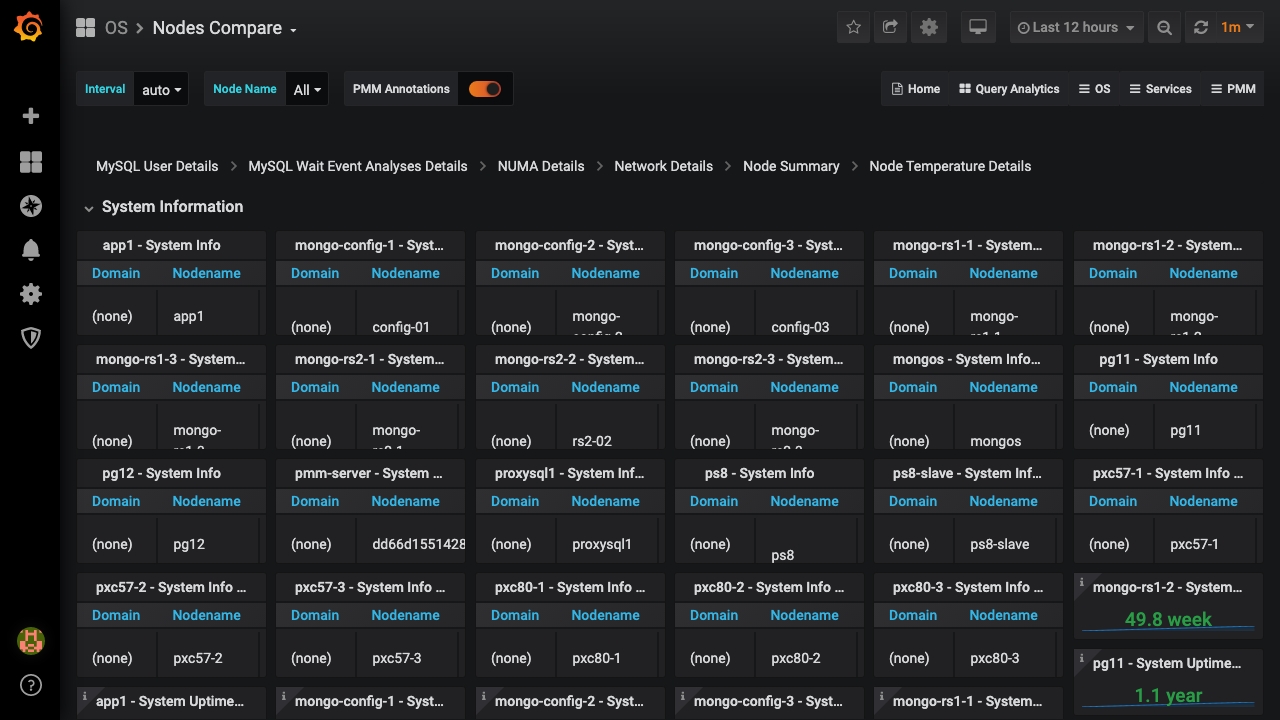 OS > Nodes Compare
Last 12 hours
1m
Interval auto
Node Name All
PMM Annotations
Home
Query Analytics
OS
Services
PMM
MySQL User Details > MySQL Wait Event Analyses Details > NUMA Details > Network Details > Node Summary > Node Temperature Details
System Information
app1 - System Info mongo-config-1 - Syst... mongo-config-2 - Syst... mongo-config-3 - Syst... mongo-rs1-1 - System... mongo-rs1-2 - System...
Domain Nodename Domain Nodename Domain Nodename Domain Nodename Domain Nodename Domain Nodename
(none) app1 (none) config-01 (none) mongo- (none) config-03 (none) mongo- (none) mongo-
mongo-rs1-3 - System... mongo-rs2-1 - System... mongo-rs2-2 - System... mongo-rs2-3 - System... mongos - System Info... pg11 - System Info
Domain Nodename Domain Nodename Domain Nodename Domain Nodename Domain Nodename Domain Nodename
(none) mongo- (none) mongo- (none) rs2-02 (none) mongo- (none) mongos (none) pg11
pg12 - System Info pmm-server - System ... proxysql1 - System Inf... ps8 - System Info ps8-slave - System Inf... pxc57-1 - System Info ...
Domain Nodename Domain Nodename Domain Nodename Domain Nodename Domain Nodename Domain Nodename
(none) pg12 (none) dd66d1551428 (none) proxysql1 (none) ps8 (none) ps8-slave (none) pxc57-1
pxc57-2 - System Info ... pxc57-3 - System Info ... pxc80-1 - System Info ... pxc80-2 - System Info ... pxc80-3 - System Info ... mongo-rs1-2 - System...
Domain Nodename Domain Nodename Domain Nodename Domain Nodename Domain Nodename 49.8 week
(none) pxc57-2 (none) pxc57-3 (none) pxc80-1 (none) pxc80-2 (none) pxc80-3 pg11 - System Uptime...
1.1 year
app1 - System Uptime... mongo-config-1 - Syst... mongo-config-2 - Syst... mongo-config-3 - Syst... mongo-rs1-1 - System...